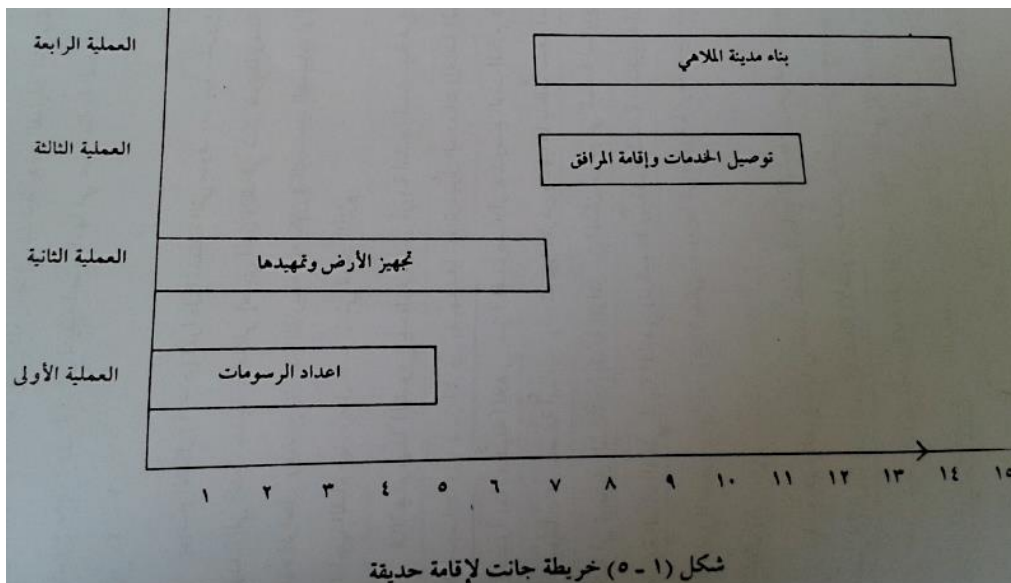 العملية الرابعة
بناء مدينة الملاهي
العملية الثالثة
توصيل الخدمات وإقامة المرافق
العملية الثانية
تجهيز الأرض وتمهيدها
العملية الأولى
اعداد الرسومات
١ ٢ ٣ ٤ ٥ ٦ ٧ ٨ ٩ ١٠ ١١ ١٢ ١٣ ١٤ ١٥
شكل (١ - ٥) خريطة جانت لإقامة حديقة